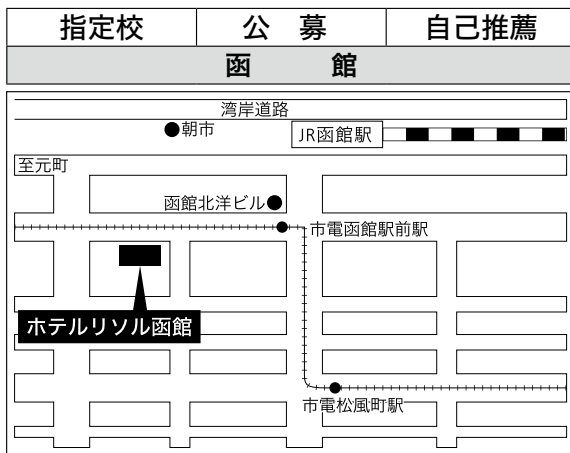 指定校 公 募 自己推薦
函 館
湾岸道路
朝市
JR函館駅
至元町
函館北洋ビル
市電函館駅前駅
ホテルリソル函館
市電松風町駅